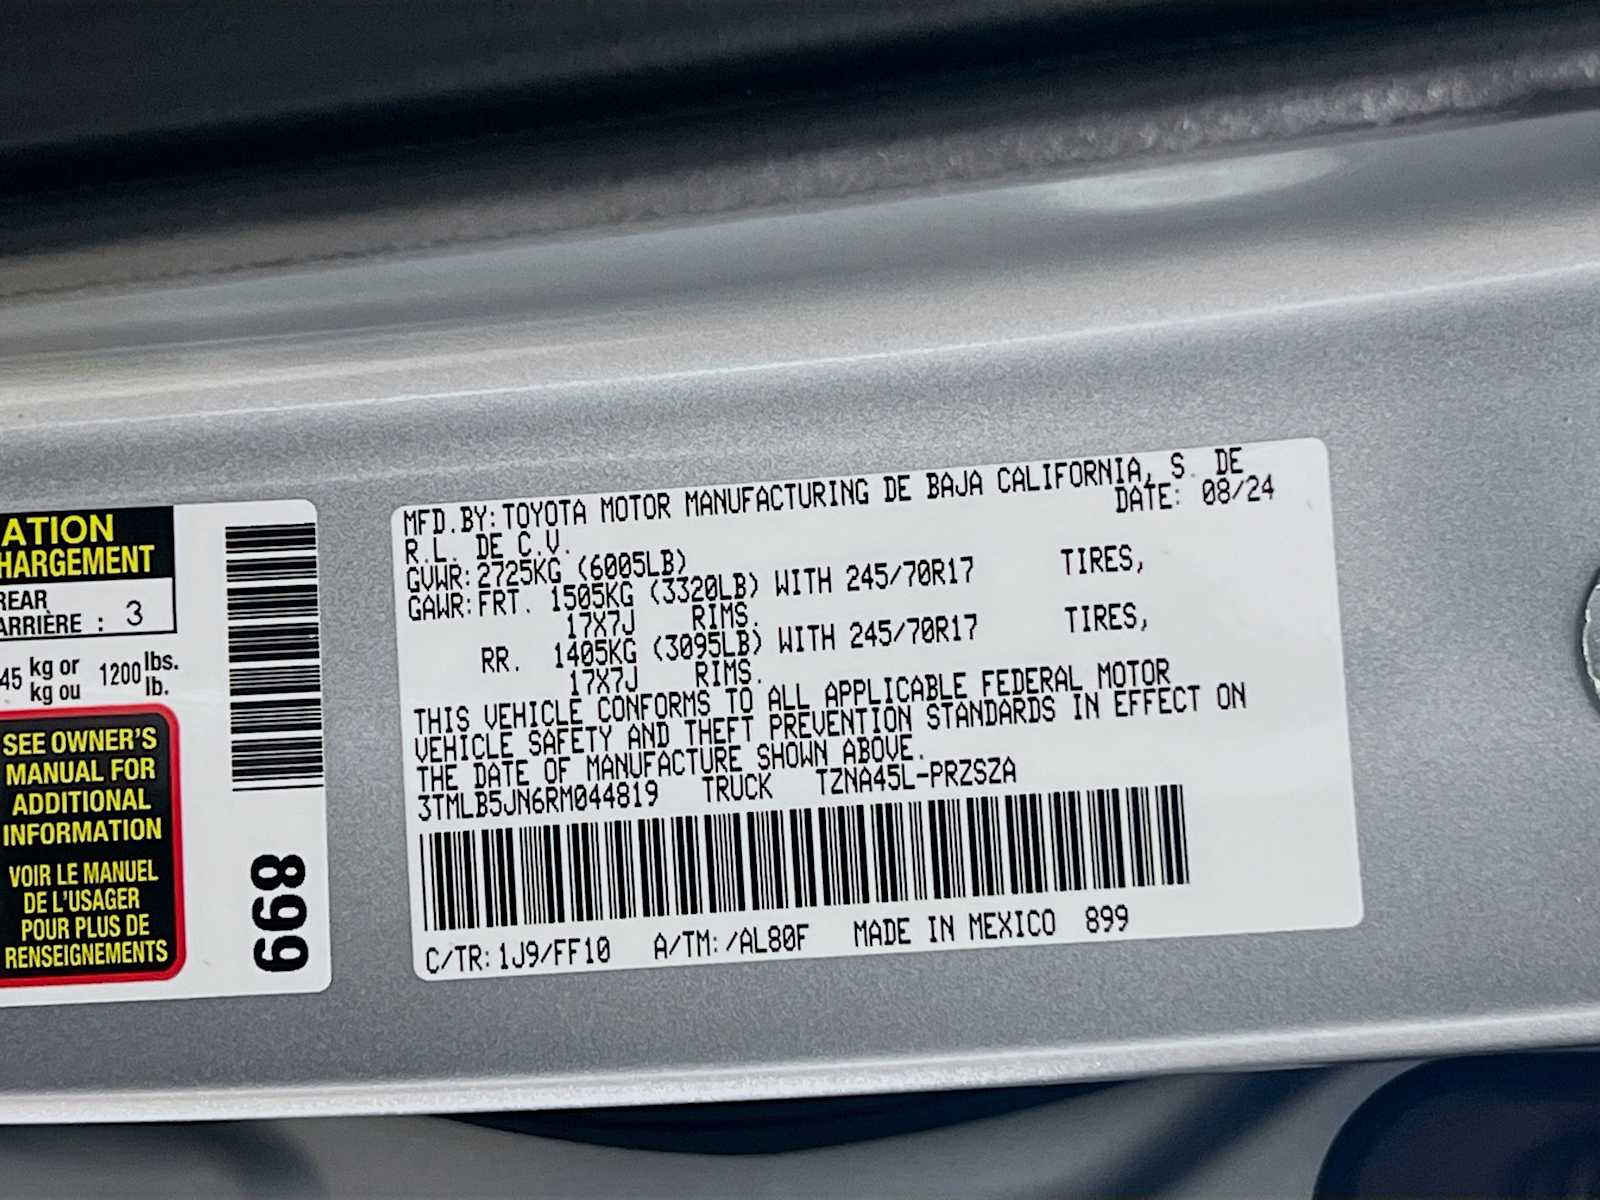 ATION
HARGEMENT
REAR
ARRIÈRE : 3
45 kg or 1200 lbs.
kg ou lb.
SEE OWNER'S
MANUAL FOR
ADDITIONAL
INFORMATION
VOIR LE MANUEL
DE L'USAGER
POUR PLUS DE
RENSEIGNEMENTS
899
MFD.BY:TOYOTA MOTOR MANUFACTURING DE BAJA CALIFORNIA, S. DE
R.L. DE C.V. DATE: 08/24
GVWR:2725KG (6005LB)
GAWR:FRT. 1505KG (3320LB) WITH 245/70R17 TIRES,
17X7J RIMS.
RR. 1405KG (3095LB) WITH 245/70R17 TIRES,
17X7J RIMS.
THIS VEHICLE CONFORMS TO ALL APPLICABLE FEDERAL MOTOR
VEHICLE SAFETY AND THEFT PREVENTION STANDARDS IN EFFECT ON
THE DATE OF MANUFACTURE SHOWN ABOVE.
3TMLB5JN6RM044819 TRUCK TZNA45L-PRZSZA
C/TR:1J9/FF10 A/TM:/AL80F MADE IN MEXICO 899